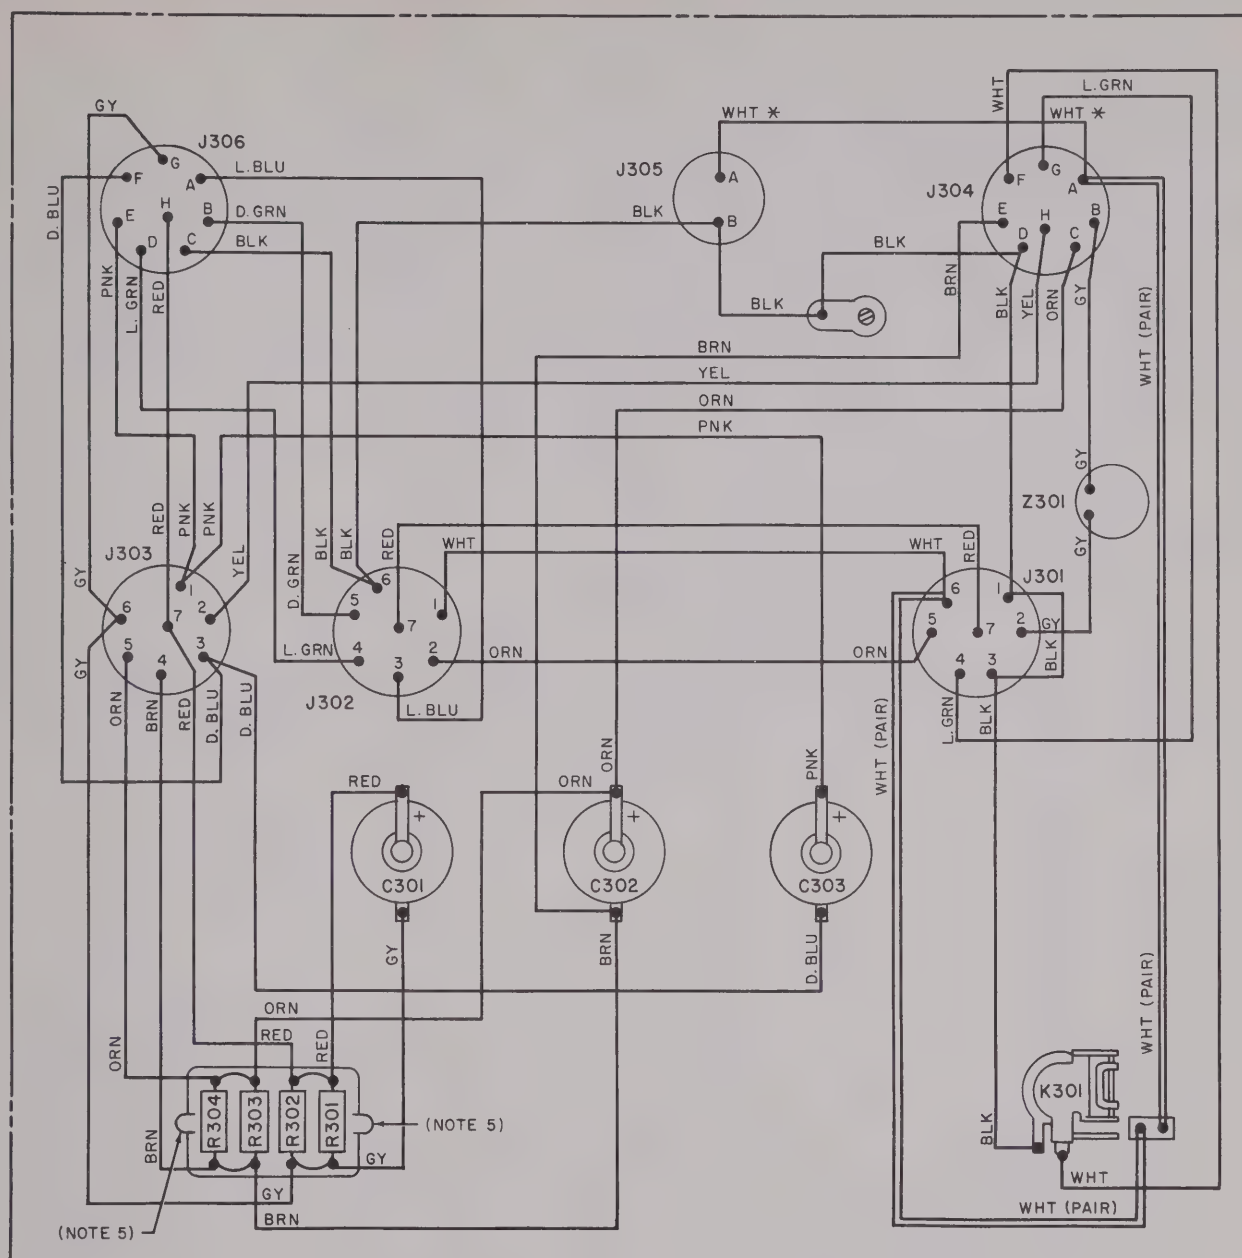 GY
J306
G
F
A
L. BLU
E
H
B
D. GRN
D
C
BLK
D. BLU
PNK
L. GRN
RED
WHT *
J305
A
BLK
B
BLK
BLK
WHT
L. GRN
WHT *
J304
F
G
A
E
H
B
D
C
BRN
BLK
YEL
ORN
GY
WHT (PAIR)
BRN
YEL
ORN
PNK
GY
Z301
GY
J303
RED
PNK
PNK
YEL
GY
6
1
7
2
5
4
3
GY
ORN
BRN
RED
D. BLU
D. BLU
D. GRN
BLK
BLK
RED
WHT
6
5
1
7
L. GRN
4
3
2
ORN
J302
L. BLU
WHT
RED
J301
6
1
5
7
2
GY
ORN
4
3
BLK
L. GRN
BLK
WHT (PAIR)
RED
+
C301
GY
ORN
ORN
+
C302
BRN
PNK
+
C303
D. BLU
ORN
RED
RED
ORN
R304
R303
R302
R301
(NOTE 5)
BRN
GY
GY
BRN
(NOTE 5)
WHT (PAIR)
K301
BLK
WHT
WHT (PAIR)